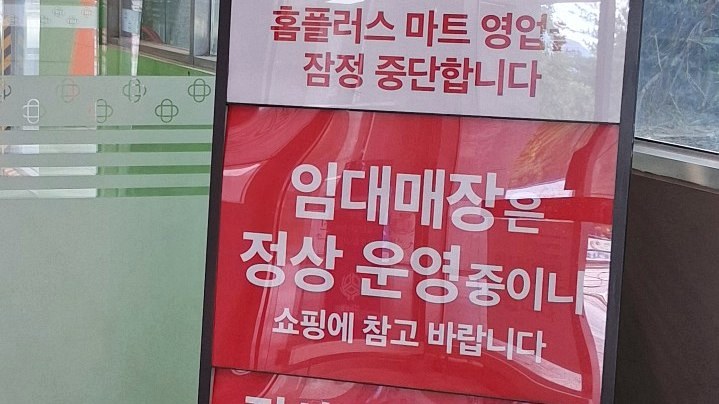 홈플러스 마트 영업을
잠정 중단합니다
임대매장은
정상 운영중이니
쇼핑에 참고 바랍니다